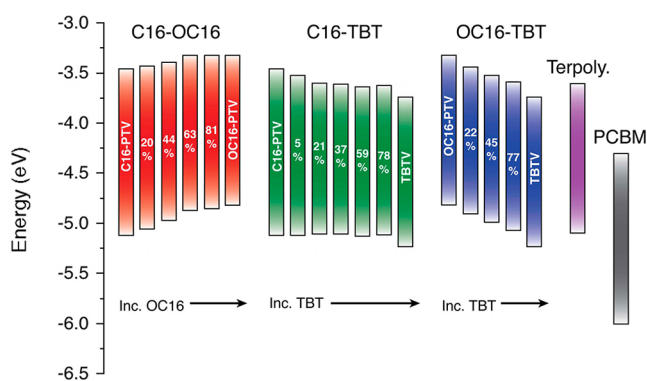 C16-OC16 C16-TBT OC16-TBT
Terpoly.
PCBM
Energy (eV)
-3.0
-3.5
-4.0
-4.5
-5.0
-5.5
-6.0
-6.5
C16-PTV
20
%
44
%
63
%
81
%
OC16-PTV
Inc. OC16
C16-PTV
5
%
21
%
37
%
59
%
78
%
TBTV
Inc. TBT
OC16-PTV
22
%
45
%
77
%
TBTV
Inc. TBT